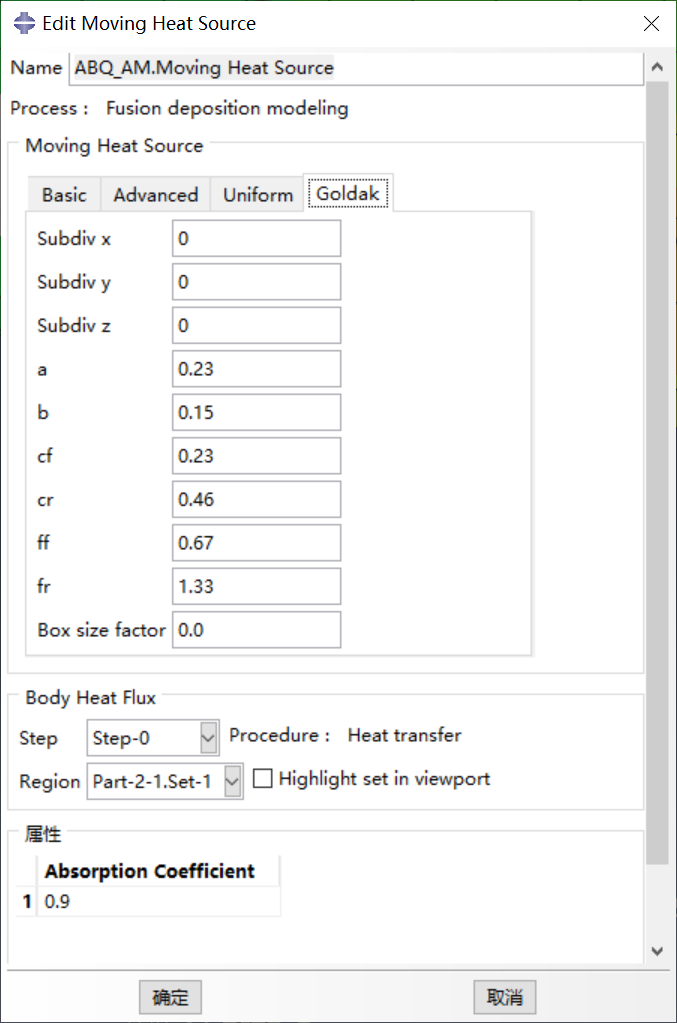 Edit Moving Heat Source
Name ABQ_AM.Moving Heat Source
Process : Fusion deposition modeling
Moving Heat Source
Basic Advanced Uniform Goldak
Subdiv x 0
Subdiv y 0
Subdiv z 0
a 0.23
b 0.15
cf 0.23
cr 0.46
ff 0.67
fr 1.33
Box size factor 0.0
Body Heat Flux
Step Step-0 Procedure : Heat transfer
Region Part-2-1.Set-1 Highlight set in viewport
属性
Absorption Coefficient
1 0.9
确定 取消